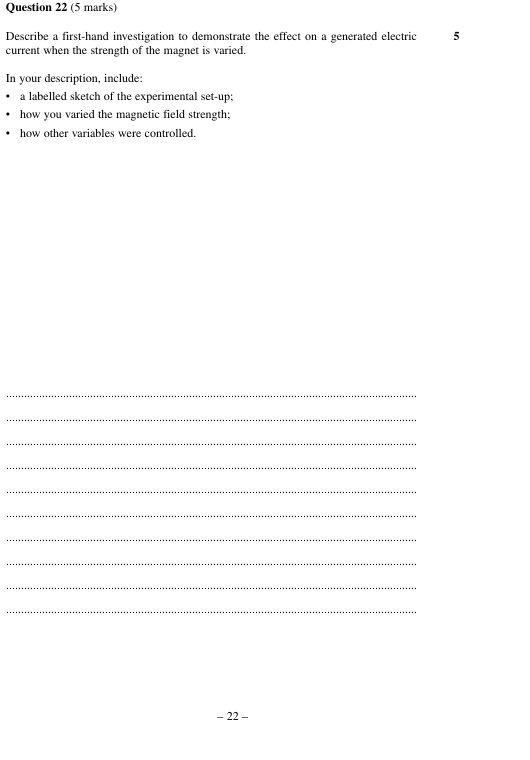 Question 22 (5 marks)
Describe a first-hand investigation to demonstrate the effect on a generated electric 5
current when the strength of the magnet is varied.
In your description, include:
• a labelled sketch of the experimental set-up;
• how you varied the magnetic field strength;
• how other variables were controlled.
– 22 –